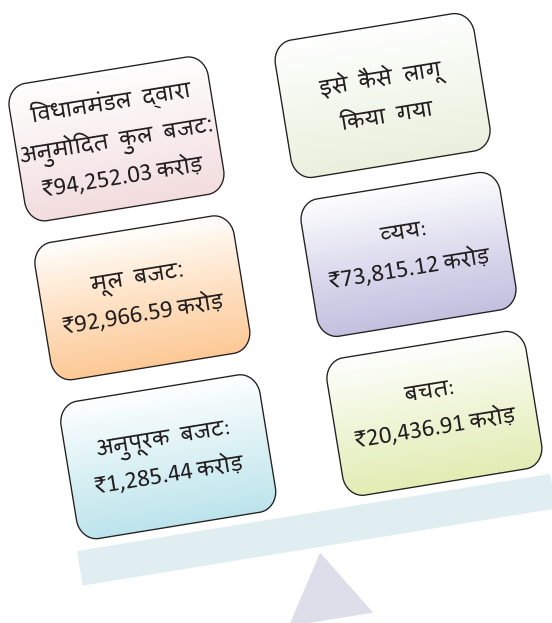 विधानमंडल द्वारा
अनुमोदित कुल बजट:
₹94,252.03 करोड़
मूल बजट:
₹92,966.59 करोड़
अनुपूरक बजट:
₹1,285.44 करोड़
इसे कैसे लागू
किया गया
व्यय:
₹73,815.12 करोड़
बचत:
₹20,436.91 करोड़